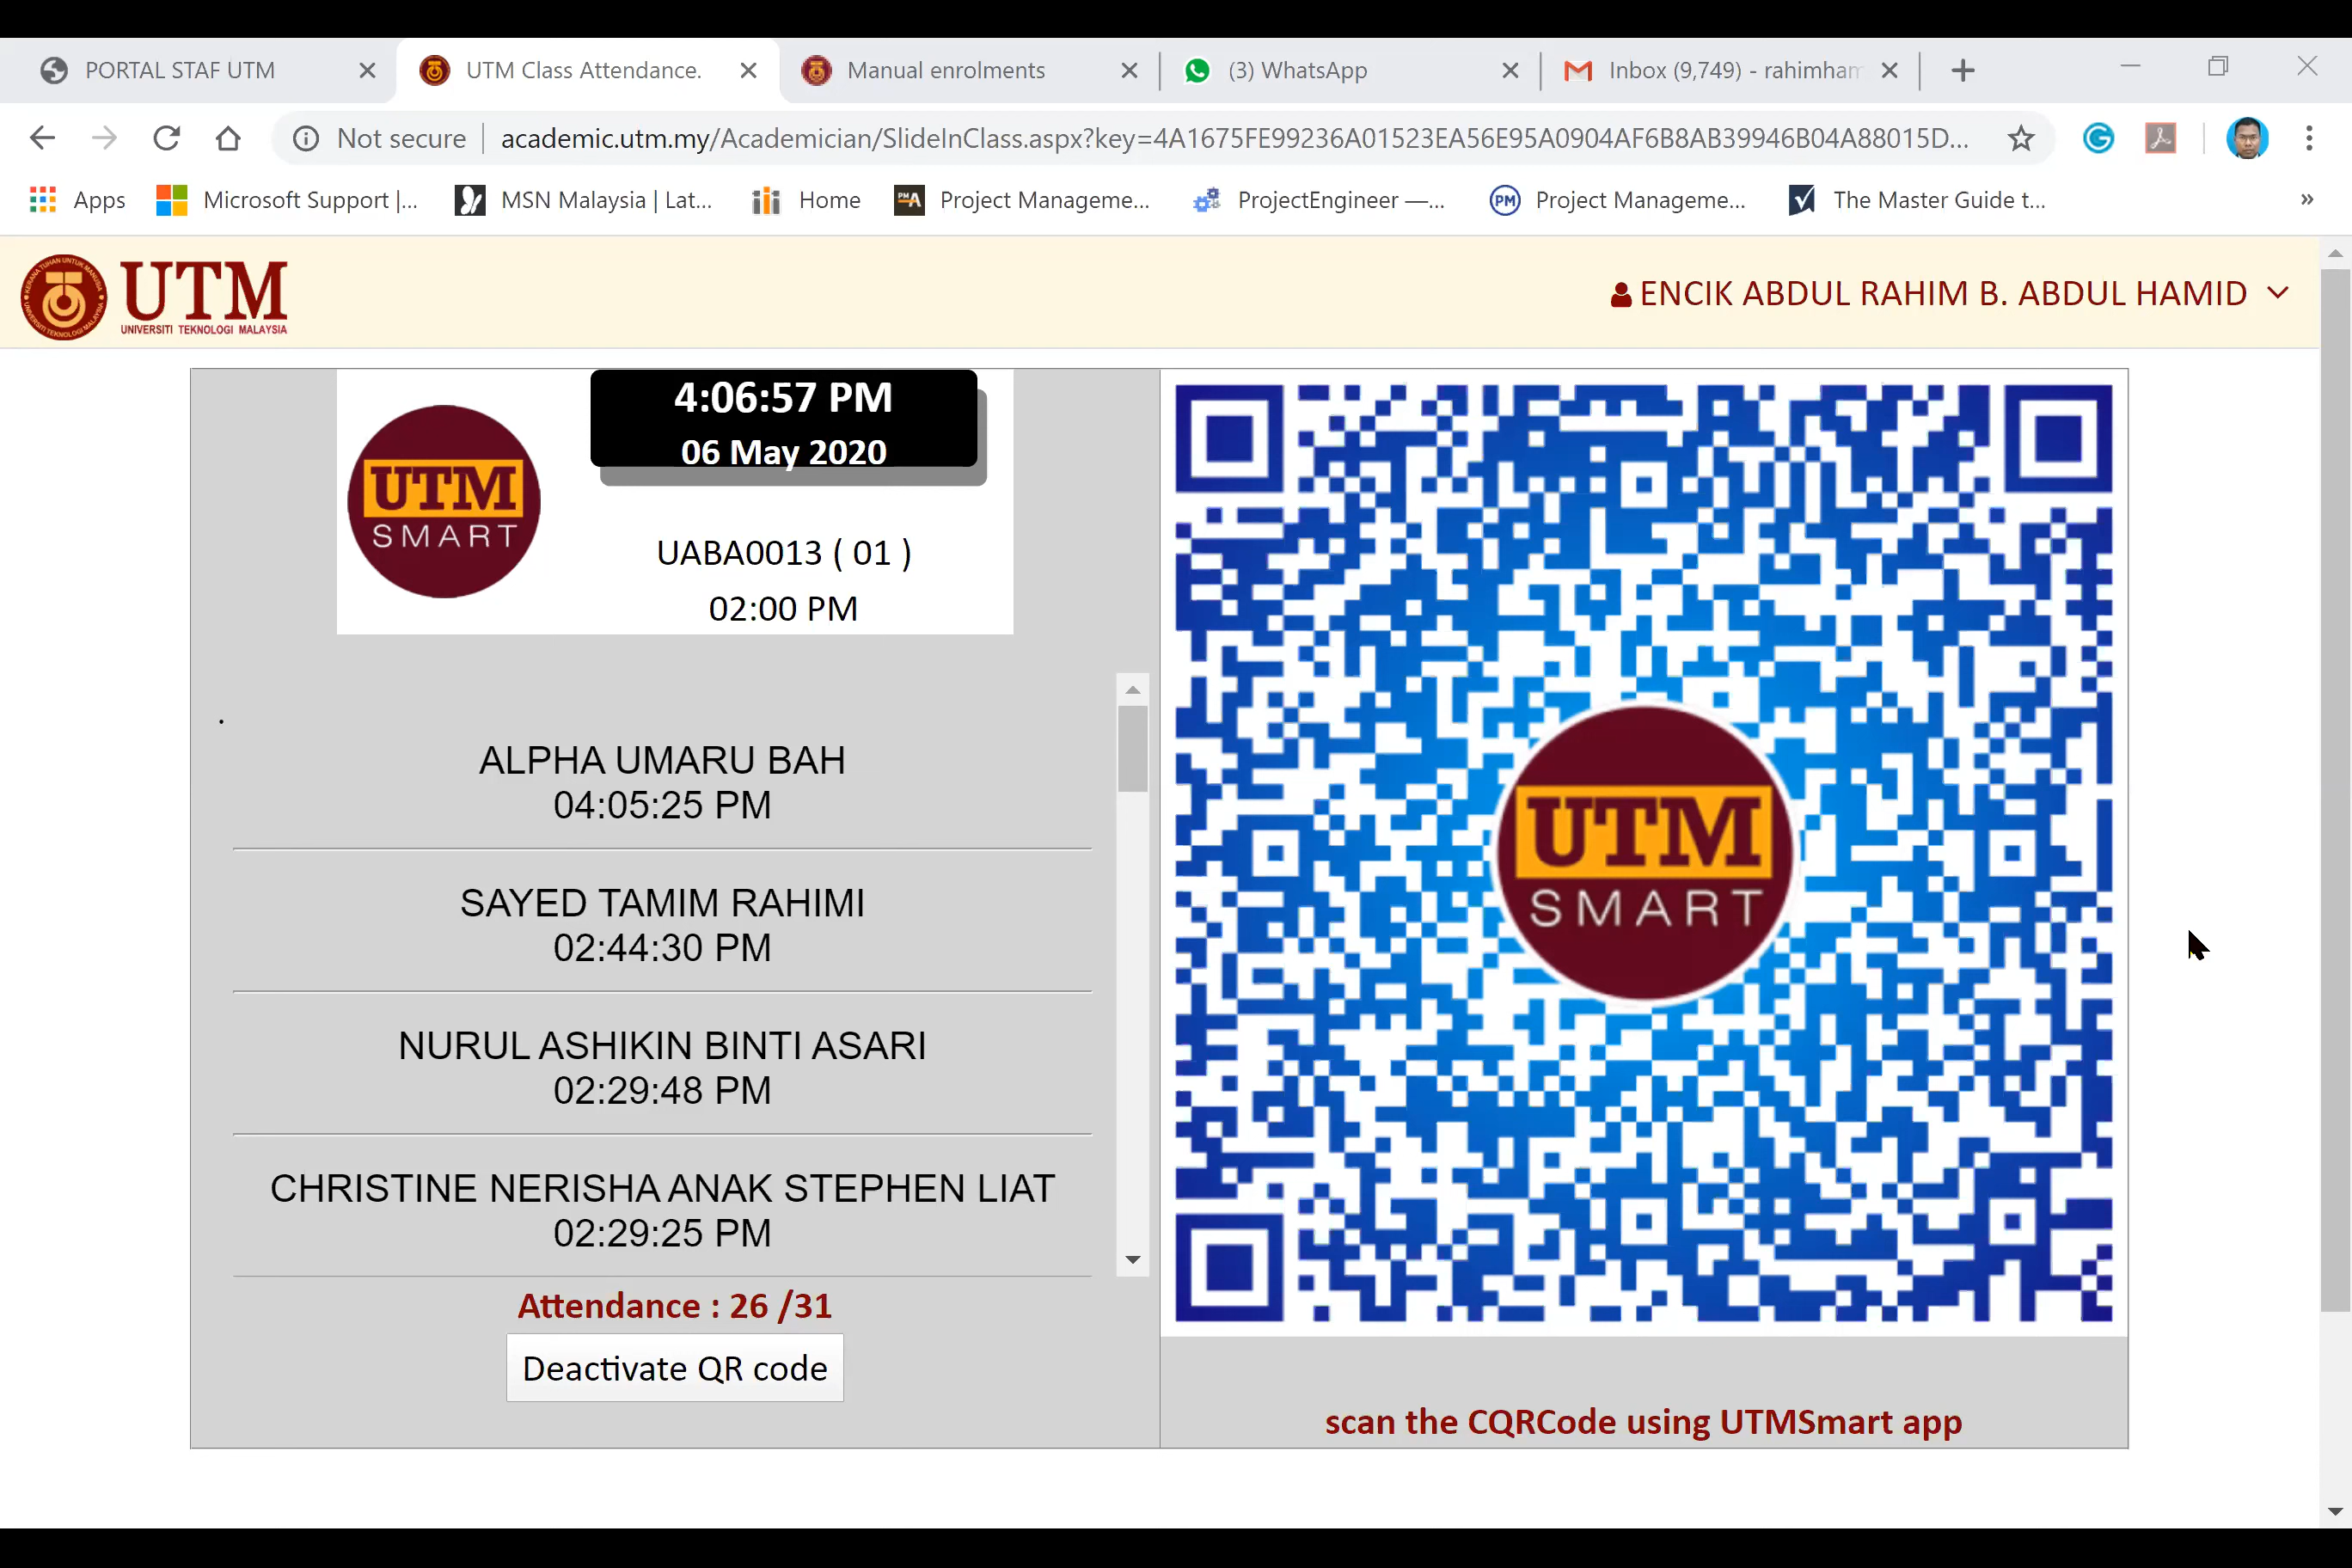 PORTAL STAF UTM
UTM Class Attendance.
Manual enrolments
(3) WhatsApp
Inbox (9,749) - rahimham
Not secure
academic.utm.my/Academician/SlideInClass.aspx?key=4A1675FE99236A01523EA56E95A0904AF6B8AB39946B04A88015D...
Apps
Microsoft Support |...
MSN Malaysia | Lat...
Home
PM
Project Manageme...
ProjectEngineer —...
PM
Project Manageme...
The Master Guide t...
UTM
UNIVERSITI TEKNOLOGI MALAYSIA
ENCIK ABDUL RAHIM B. ABDUL HAMID
UTM
SMART
4:06:57 PM
06 May 2020
UABA0013 ( 01 )
02:00 PM
.
ALPHA UMARU BAH
04:05:25 PM
SAYED TAMIM RAHIMI
02:44:30 PM
NURUL ASHIKIN BINTI ASARI
02:29:48 PM
CHRISTINE NERISHA ANAK STEPHEN LIAT
02:29:25 PM
Attendance : 26 /31
Deactivate QR code
UTM
SMART
scan the CQRCode using UTMSmart app